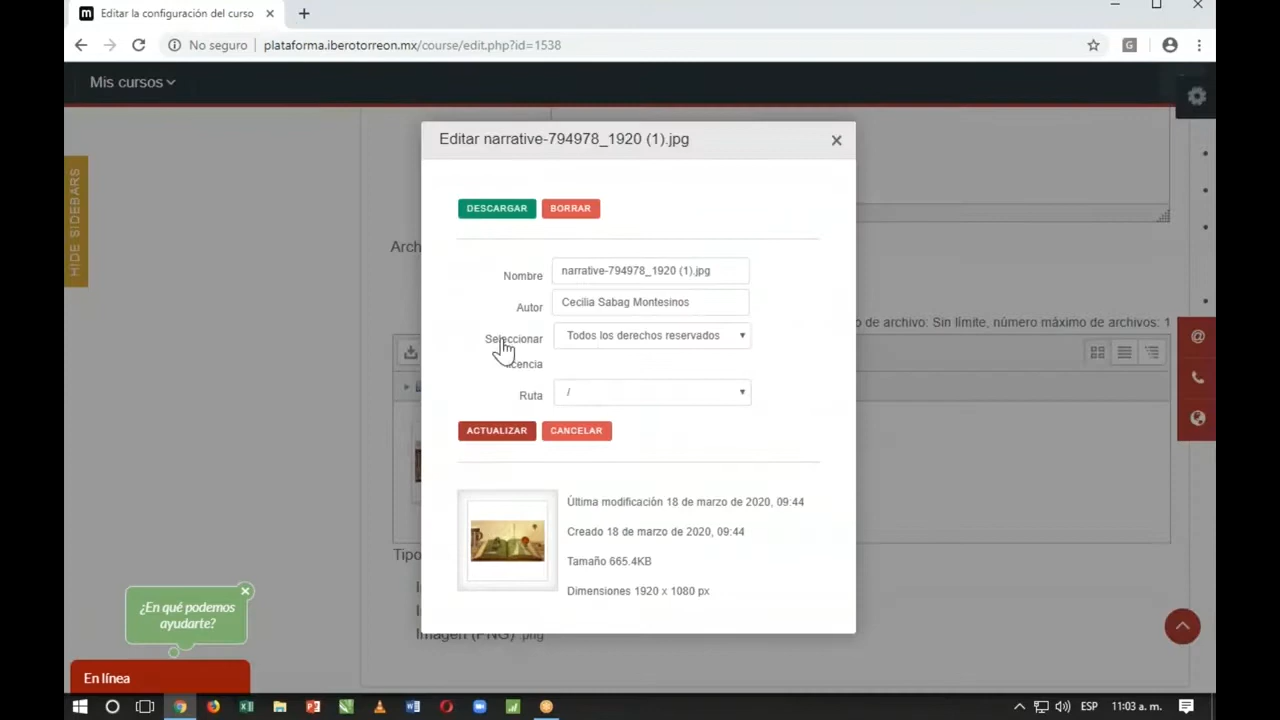 Editar la configuración del curso
No seguro
plataforma.iberotorreon.mx/course/edit.php?id=1538
G
Mis cursos
HIDE SIDEBARS
Editar narrative-794978_1920 (1).jpg
DESCARGAR BORRAR
Arch
Nombre narrative-794978_1920 (1).jpg
Autor Cecilia Sabag Montesinos
Seleccionar licencia Todos los derechos reservados
o de archivo: Sin límite, número máximo de archivos: 1
Ruta /
ACTUALIZAR CANCELAR
Última modificación 18 de marzo de 2020, 09:44
Creado 18 de marzo de 2020, 09:44
Tamaño 665.4KB
Dimensiones 1920 x 1080 px
Tipo
Imagen (PNG) .png
¿En qué podemos
ayudarte?
En línea
ESP
11:03 a. m.